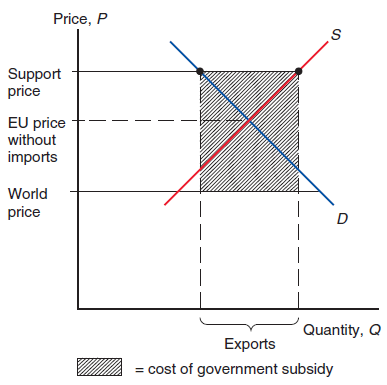 Price, P
S
Support
price
EU price
without
imports
World
price
D
Quantity, Q
Exports
= cost of government subsidy